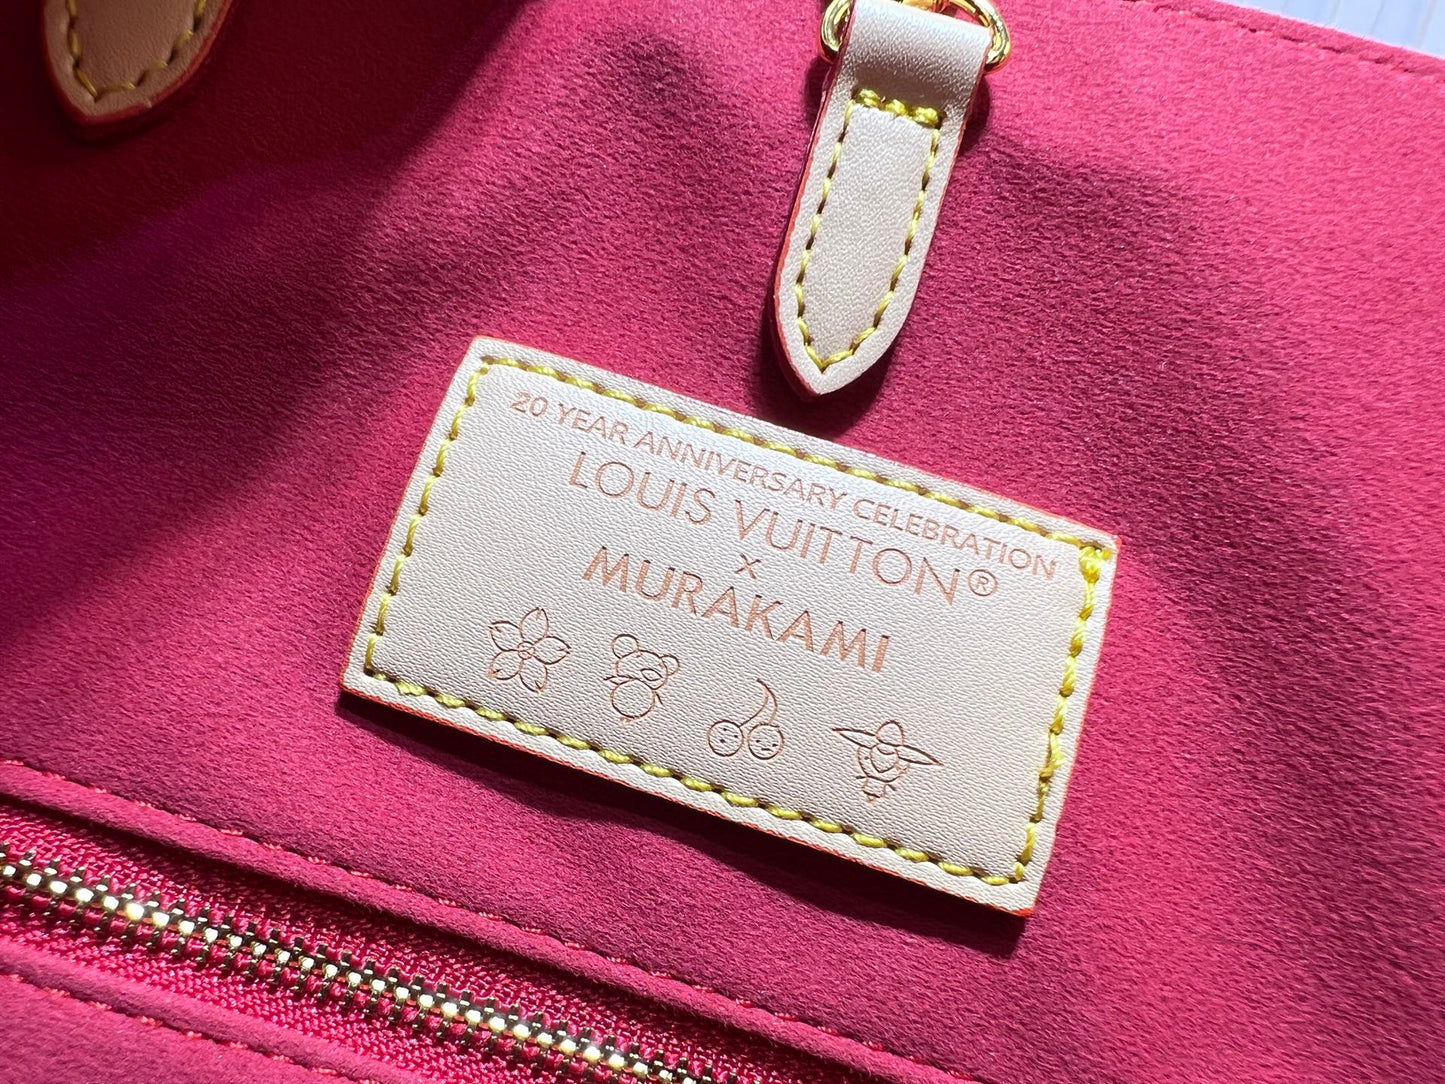 20 YEAR ANNIVERSARY CELEBRATION
LOUIS VUITTON®
×
MURAKAMI